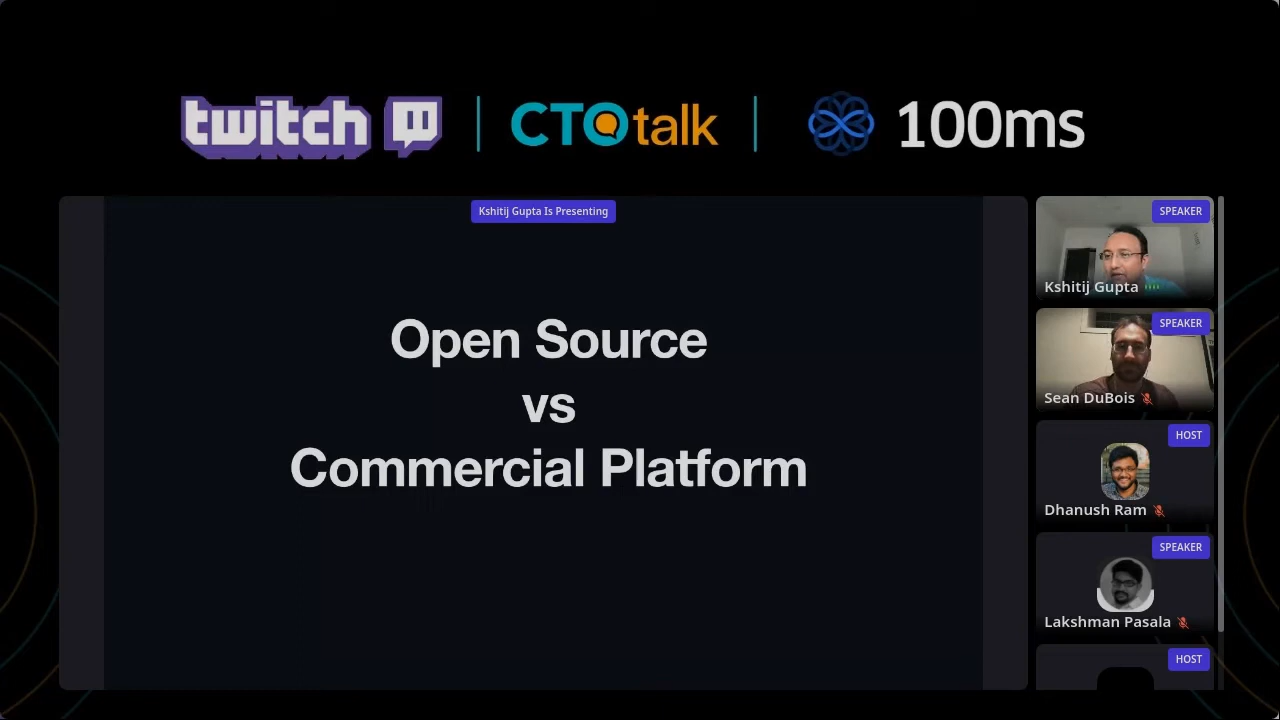 twitch
CTOtalk
100ms
Kshitij Gupta Is Presenting
Open Source
vs
Commercial Platform
SPEAKER
Kshitij Gupta
SPEAKER
Sean DuBois
HOST
Dhanush Ram
SPEAKER
Lakshman Pasala
HOST